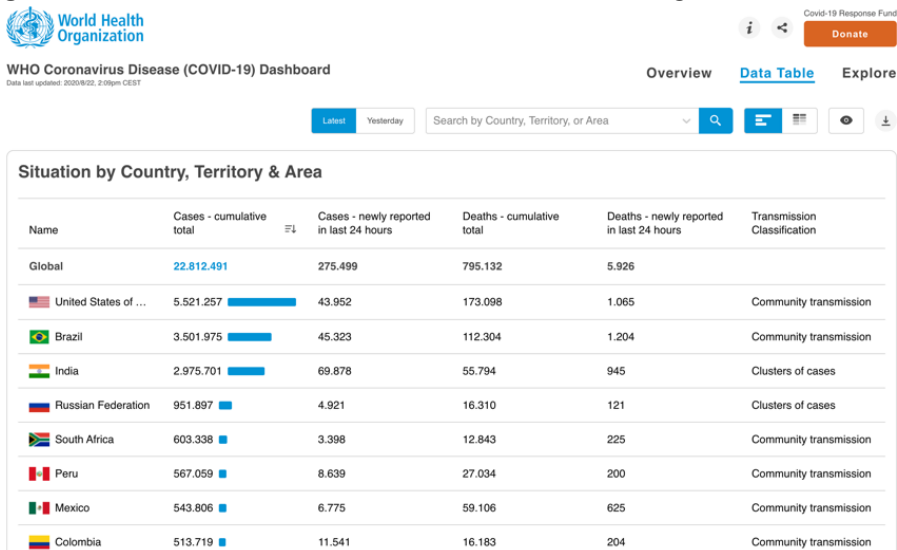 World Health
Organization
Covid-19 Response Fund
Donate
WHO Coronavirus Disease (COVID-19) Dashboard
Data last updated: 2020/8/22, 2:09pm CEST
Overview Data Table Explore
Latest Yesterday Search by Country, Territory, or Area
Situation by Country, Territory & Area
Name Cases - cumulative total Cases - newly reported in last 24 hours Deaths - cumulative total Deaths - newly reported in last 24 hours Transmission Classification
Global 22.812.491 275.499 795.132 5.926
United States of ... 5.521.257 43.952 173.098 1.065 Community transmission
Brazil 3.501.975 45.323 112.304 1.204 Community transmission
India 2.975.701 69.878 55.794 945 Clusters of cases
Russian Federation 951.897 4.921 16.310 121 Clusters of cases
South Africa 603.338 3.398 12.843 225 Community transmission
Peru 567.059 8.639 27.034 200 Community transmission
Mexico 543.806 6.775 59.106 625 Community transmission
Colombia 513.719 11.541 16.183 204 Community transmission